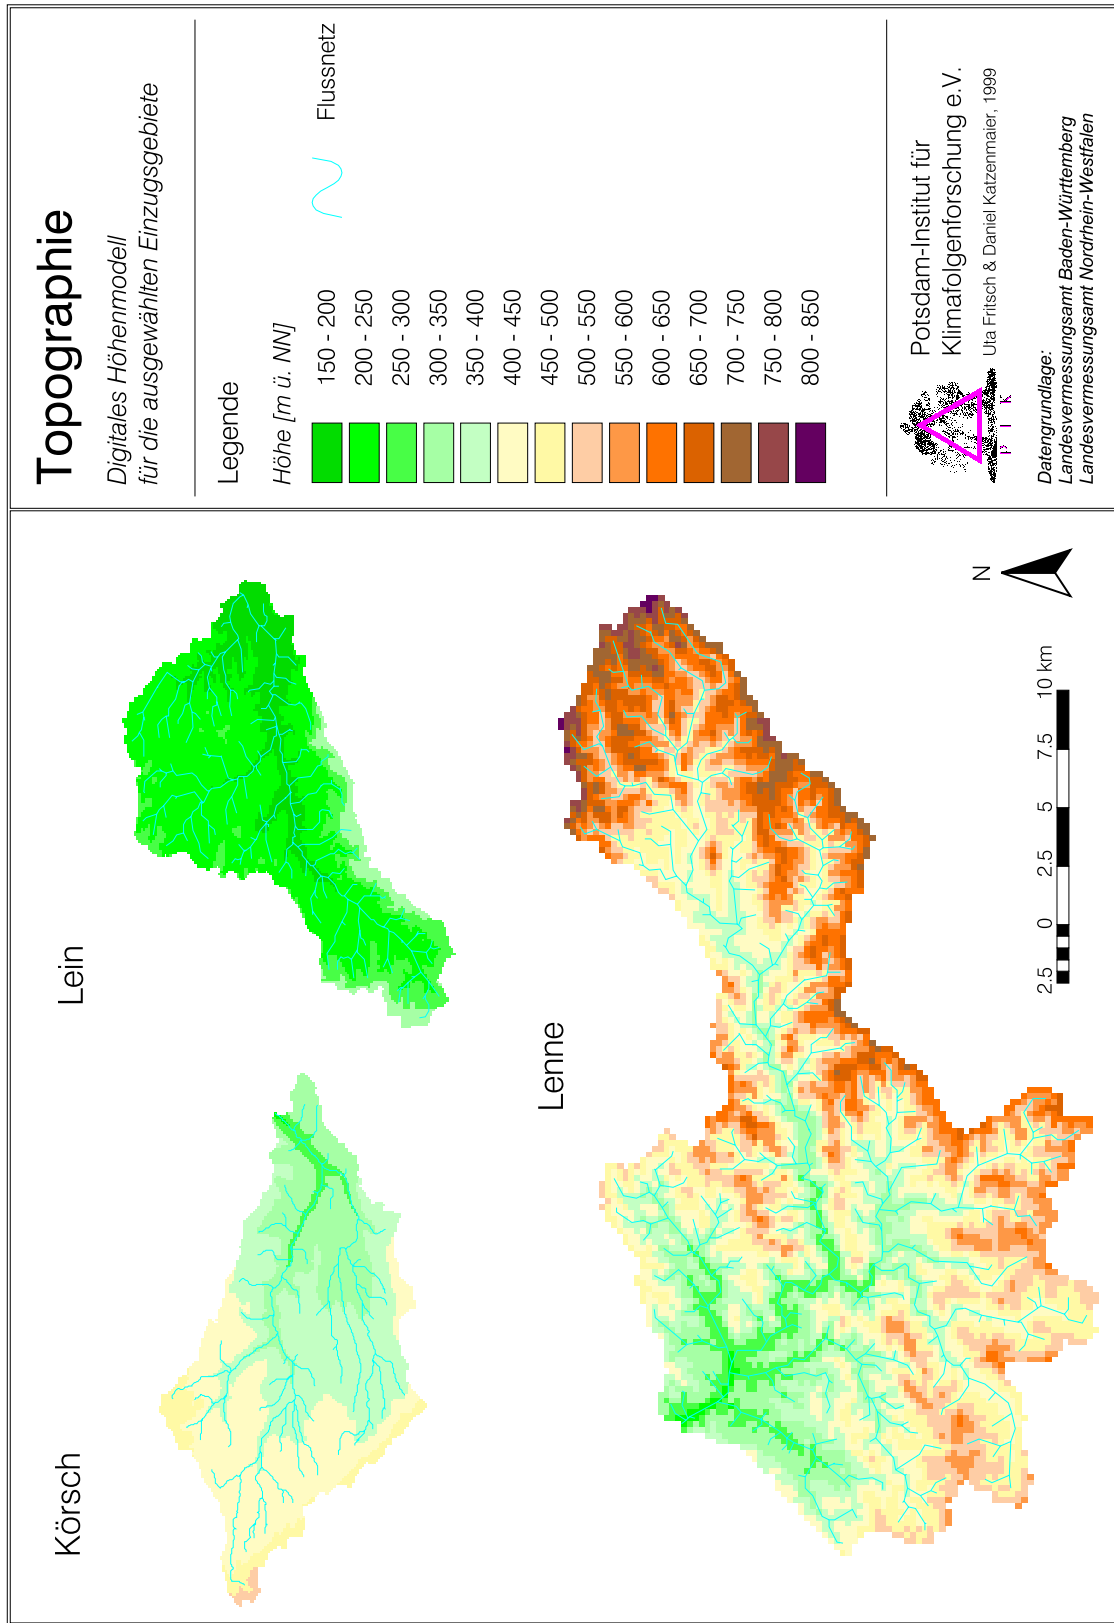 Topographie
Digitales Höhenmodell
für die ausgewählten Einzugsgebiete
Legende
Höhe [m ü. NN]
150 - 200
200 - 250
250 - 300
300 - 350
350 - 400
400 - 450
450 - 500
500 - 550
550 - 600
600 - 650
650 - 700
700 - 750
750 - 800
800 - 850
Flussnetz
P I K
Potsdam-Institut für
Klimafolgenforschung e.V.
Uta Fritsch & Daniel Katzenmaier, 1999
Datengrundlage:
Landesvermessungsamt Baden-Württemberg
Landesvermessungsamt Nordrhein-Westfalen
Körsch
Lein
Lenne
N
2.5 0 2.5 5 7.5 10 km